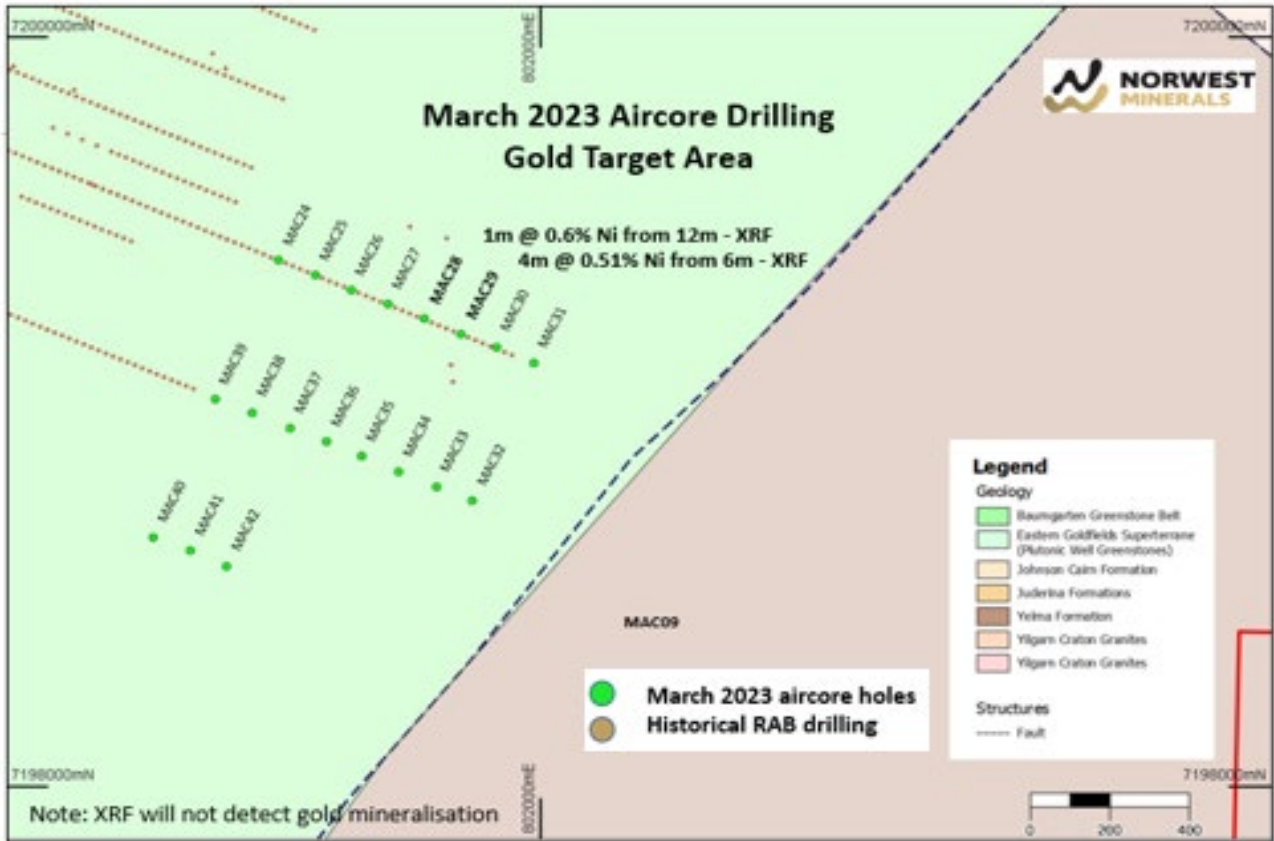 7200000mN
802000mE
7200000mN
NORWEST
MINERALS
March 2023 Aircore Drilling
Gold Target Area
1m @ 0.6% Ni from 12m - XRF
4m @ 0.51% Ni from 6m - XRF
MAC24
MAC25
MAC26
MAC27
MAC28
MAC29
MAC30
MAC31
MAC39
MAC38
MAC37
MAC36
MAC35
MAC34
MAC33
MAC32
MAC40
MAC41
MAC42
MAC09
Legend
Geology
Baumgarten Greenstone Belt
Eastern Goldfields Superterrane
(Plutonic Well Greenstones)
Johnson Cairn Formation
Juderina Formations
Yelma Formation
Yilgarn Craton Granites
Yilgarn Craton Granites
Structures
Fault
March 2023 aircore holes
Historical RAB drilling
7198000mN
802000mE
7198000mN
Note: XRF will not detect gold mineralisation
0 200 400